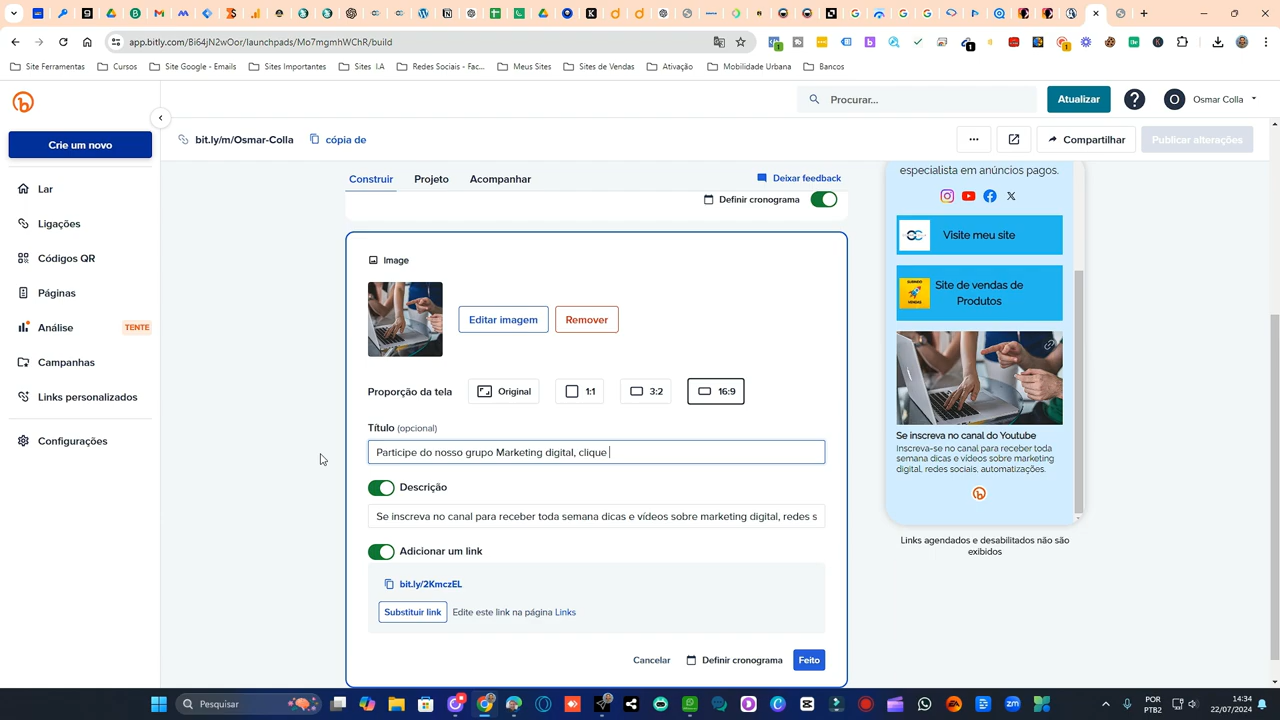 app.bitly.com/Bi64jN2wOor/launchpads/Mo7mgmhWChR/build
Site Ferramentas
Cursos
Site Google - Emails
Sites Importantes
Sites I.A
Redes Sociais - Fac...
Meus Sites
Sites de Vendas
Ativação
Mobilidade Urbana
Bancos
Procurar...
Atualizar
O
Osmar Colla
Crie um novo
bit.ly/m/Osmar-Colla
cópia de
Compartilhar
Publicar alterações
Lar
Ligações
Códigos QR
Páginas
Análise
TENTE
Campanhas
Links personalizados
Configurações
Construir
Projeto
Acompanhar
Deixar feedback
Definir cronograma
Image
Editar imagem
Remover
Proporção da tela
Original
1:1
3:2
16:9
Título (opcional)
Participe do nosso grupo Marketing digital, clique
Descrição
Se inscreva no canal para receber toda semana dicas e vídeos sobre marketing digital, redes s
Adicionar um link
bit.ly/2KmczEL
Substituir link
Edite este link na página Links
Cancelar
Definir cronograma
Feito
especialista em anúncios pagos.
Visite meu site
Site de vendas de
Produtos
Se inscreva no canal do Youtube
Inscreva-se no canal para receber toda
semana dicas e vídeos sobre marketing
digital, redes sociais, automatizações.
Links agendados e desabilitados não são
exibidos
Pesquisar
POR
PTB2
14:34
22/07/2024